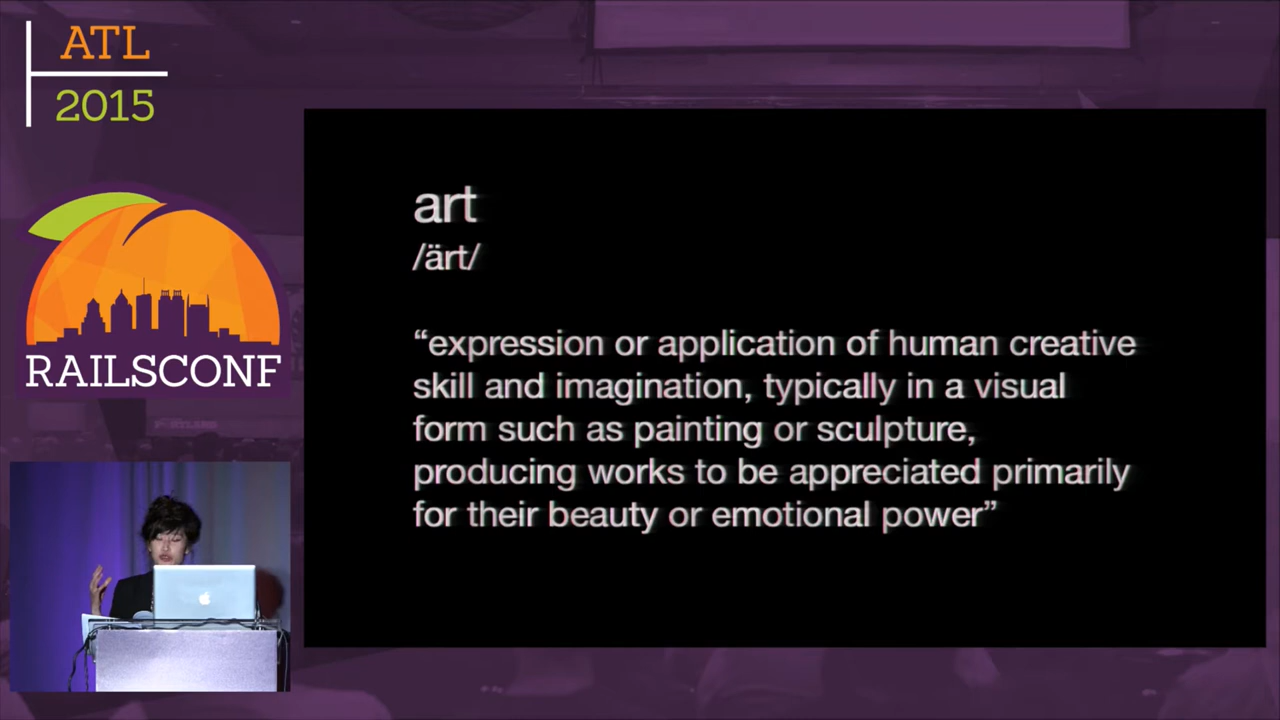 ATL
2015
RAILSCONF
art
/ärt/
“expression or application of human creative
skill and imagination, typically in a visual
form such as painting or sculpture,
producing works to be appreciated primarily
for their beauty or emotional power”